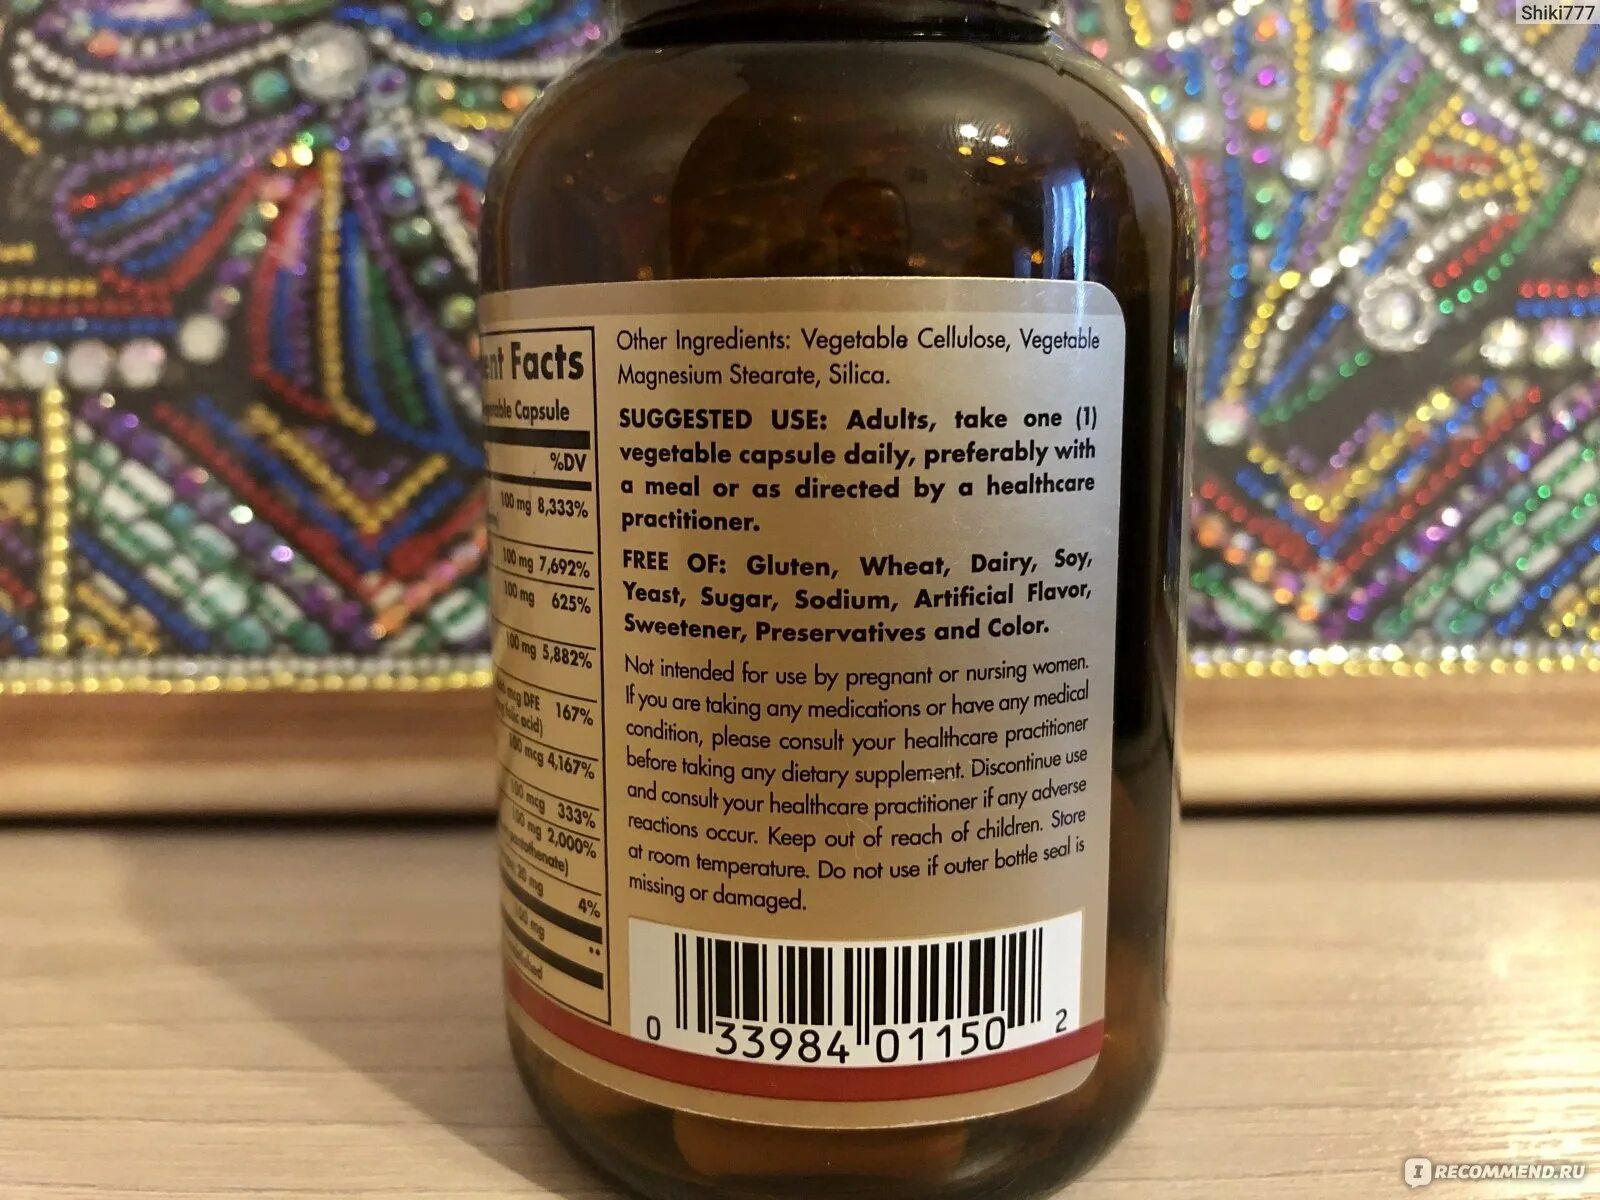 Shiki777
Facts
Capsule
%DV
100 mg 8,333%
100 mg 7,692%
100 mg 625%
100 mg 5,882%
mcg DFE 167%
folic acid)
100 mcg 4,167%
100 mcg 333%
100 mg 2,000%
20 mg 4%
100 mg **
Other Ingredients: Vegetable Cellulose, Vegetable
Magnesium Stearate, Silica.
SUGGESTED USE: Adults, take one (1)
vegetable capsule daily, preferably with
a meal or as directed by a healthcare
practitioner.
FREE OF: Gluten, Wheat, Dairy, Soy,
Yeast, Sugar, Sodium, Artificial Flavor,
Sweetener, Preservatives and Color.
Not intended for use by pregnant or nursing women.
If you are taking any medications or have any medical
condition, please consult your healthcare practitioner
before taking any dietary supplement. Discontinue use
and consult your healthcare practitioner if any adverse
reactions occur. Keep out of reach of children. Store
at room temperature. Do not use if outer bottle seal is
missing or damaged.
0 33984 01150 2
IRECOMMEND.RU